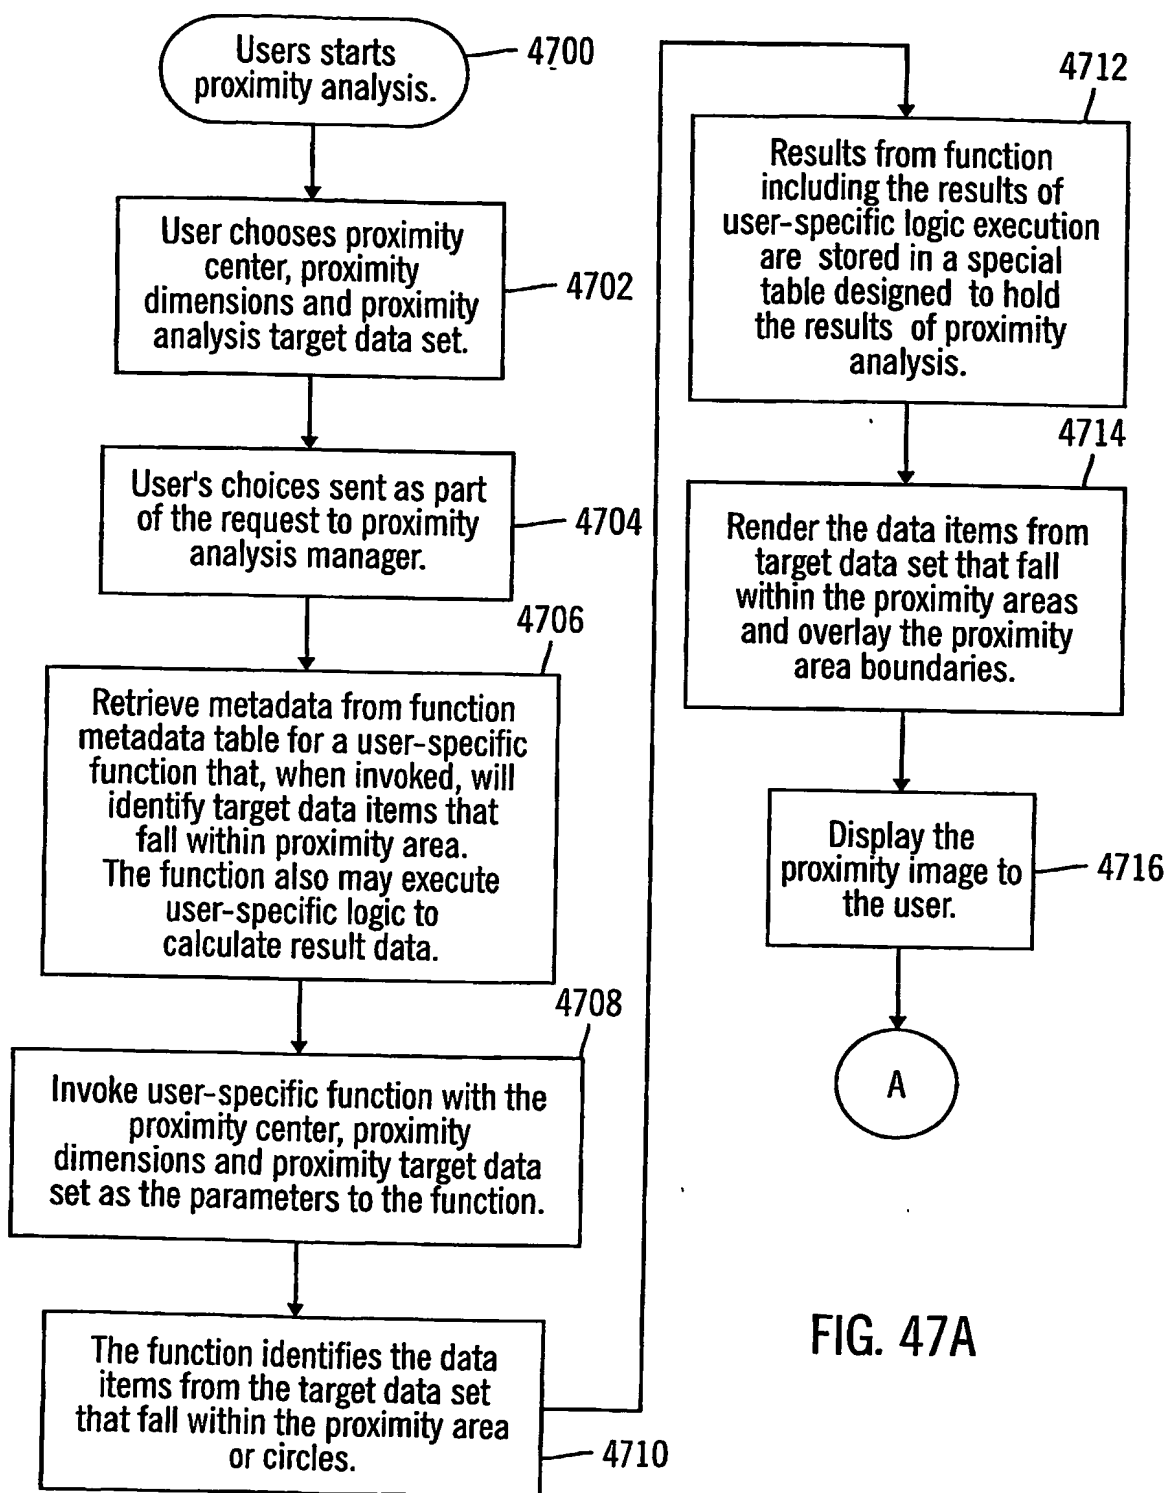 Users starts
proximity analysis.
4700
User chooses proximity
center, proximity
dimensions and proximity
analysis target data set.
4702
User's choices sent as part
of the request to proximity
analysis manager.
4704
4706
Retrieve metadata from function
metadata table for a user-specific
function that, when invoked, will
identify target data items that
fall within proximity area.
The function also may execute
user-specific logic to
calculate result data.
4708
Invoke user-specific function with the
proximity center, proximity
dimensions and proximity target data
set as the parameters to the function.
The function identifies the data
items from the target data set
that fall within the proximity area
or circles.
4710
4712
Results from function
including the results of
user-specific logic execution
are stored in a special
table designed to hold
the results of proximity
analysis.
4714
Render the data items from
target data set that fall
within the proximity areas
and overlay the proximity
area boundaries.
Display the
proximity image to
the user.
4716
A
FIG. 47A